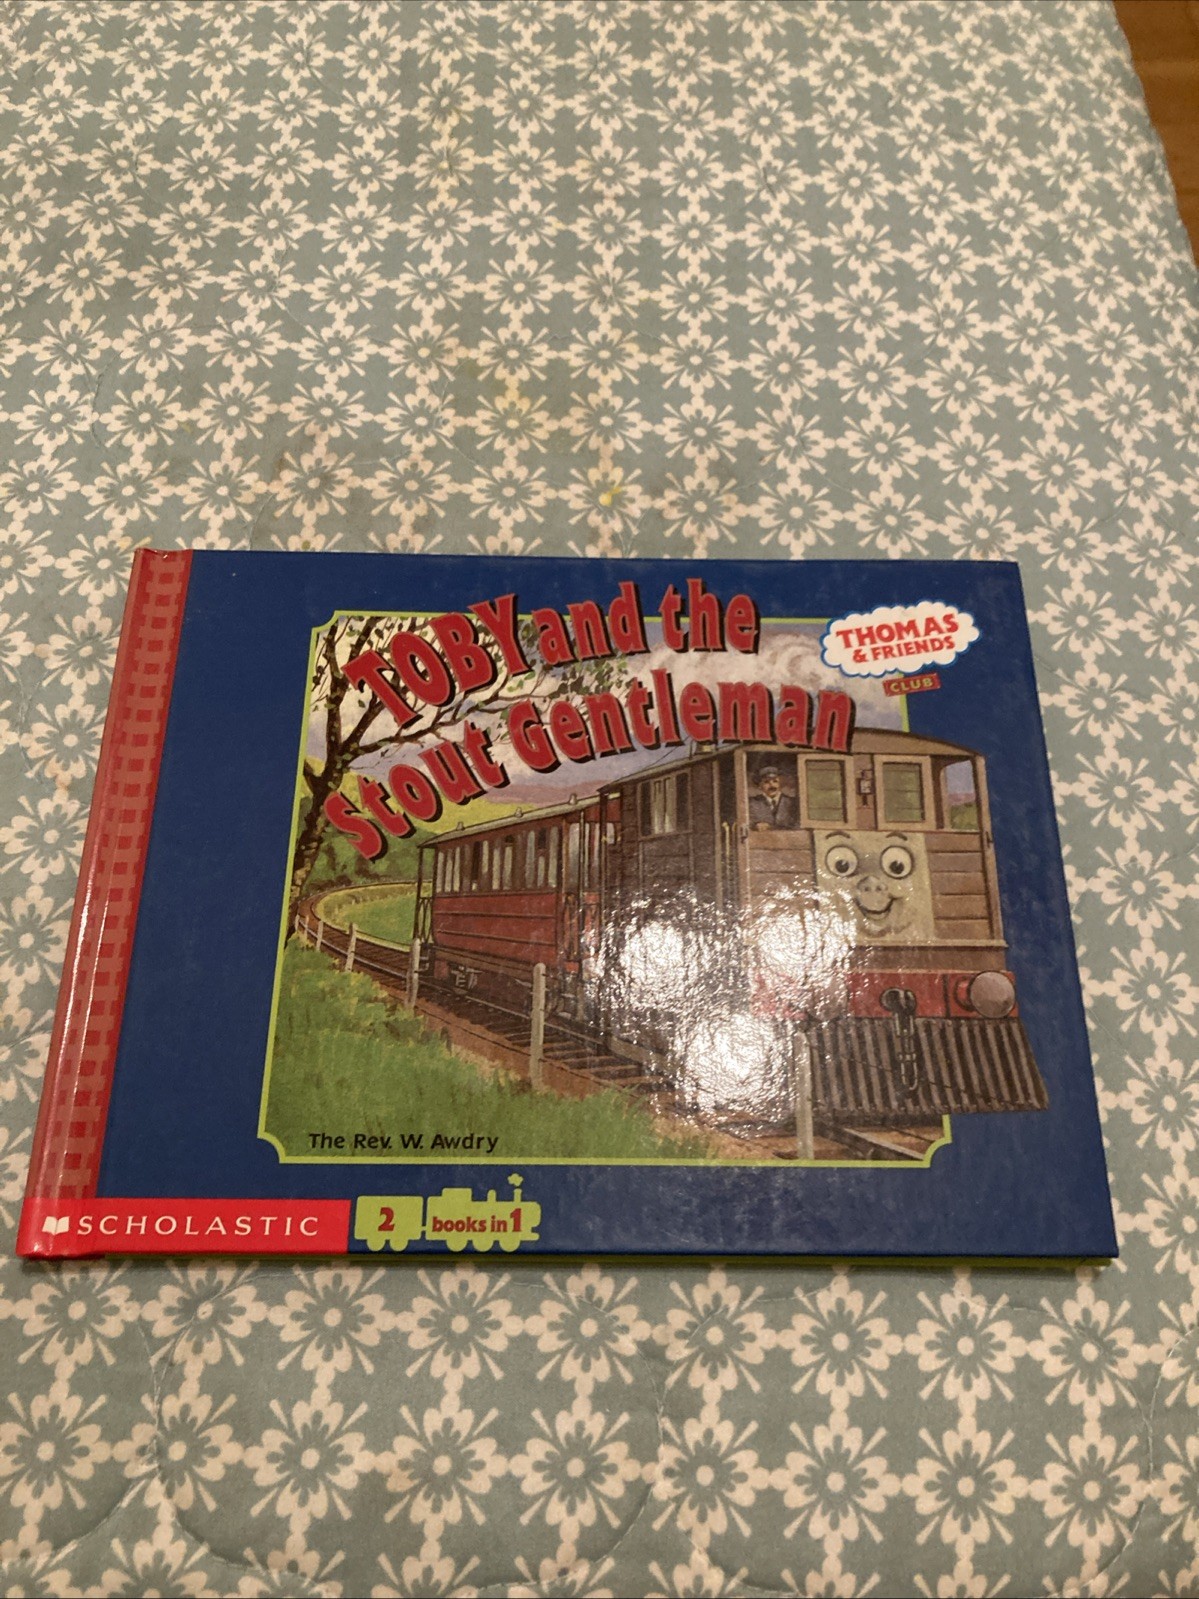 TOBY and the
Stout Gentleman
THOMAS
& FRIENDS
CLUB
The Rev. W. Awdry
SCHOLASTIC
2 books in 1